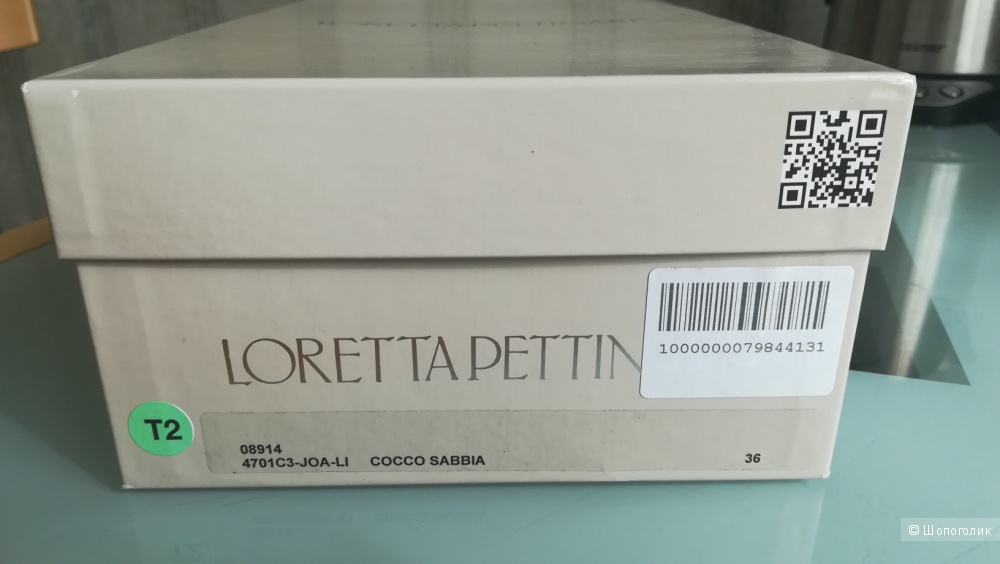 LORETTA PETTIN
1000000079844131
T2
08914
4701C3-JOA-LI COCCO SABBIA 36
© Шопоголик